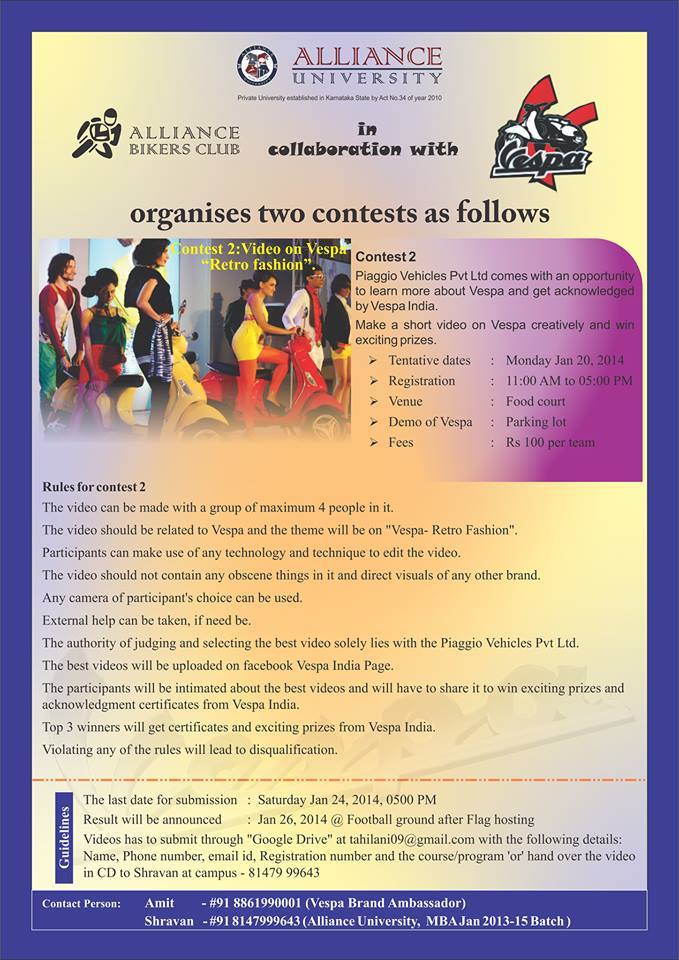 ALLIANCE
UNIVERSITY
Private University established in Karnataka State by Act No.34 of year 2010
ALLIANCE
BIKERS CLUB
in
collaboration with
Vespa
organises two contests as follows
Contest 2:Video on Vespa
“Retro fashion”.
Contest 2
Piaggio Vehicles Pvt Ltd comes with an opportunity
to learn more about Vespa and get acknowledged
by Vespa India.
Make a short video on Vespa creatively and win
exciting prizes.
➢ Tentative dates : Monday Jan 20, 2014
➢ Registration : 11:00 AM to 05:00 PM
➢ Venue : Food court
➢ Demo of Vespa : Parking lot
➢ Fees : Rs 100 per team
Rules for contest 2
The video can be made with a group of maximum 4 people in it.
The video should be related to Vespa and the theme will be on "Vespa- Retro Fashion".
Participants can make use of any technology and technique to edit the video.
The video should not contain any obscene things in it and direct visuals of any other brand.
Any camera of participant's choice can be used.
External help can be taken, if need be.
The authority of judging and selecting the best video solely lies with the Piaggio Vehicles Pvt Ltd.
The best videos will be uploaded on facebook Vespa India Page.
The participants will be intimated about the best videos and will have to share it to win exciting prizes and
acknowledgment certificates from Vespa India.
Top 3 winners will get certificates and exciting prizes from Vespa India.
Violating any of the rules will lead to disqualification.
Guidelines
The last date for submission : Saturday Jan 24, 2014, 0500 PM
Result will be announced : Jan 26, 2014 @ Football ground after Flag hosting
Videos has to submit through "Google Drive" at tahilani09@gmail.com with the following details:
Name, Phone number, email id, Registration number and the course/program 'or' hand over the video
in CD to Shravan at campus - 81479 99643
Contact Person: Amit - #91 8861990001 (Vespa Brand Ambassador)
Shravan - #91 8147999643 (Alliance University, MBA Jan 2013-15 Batch )